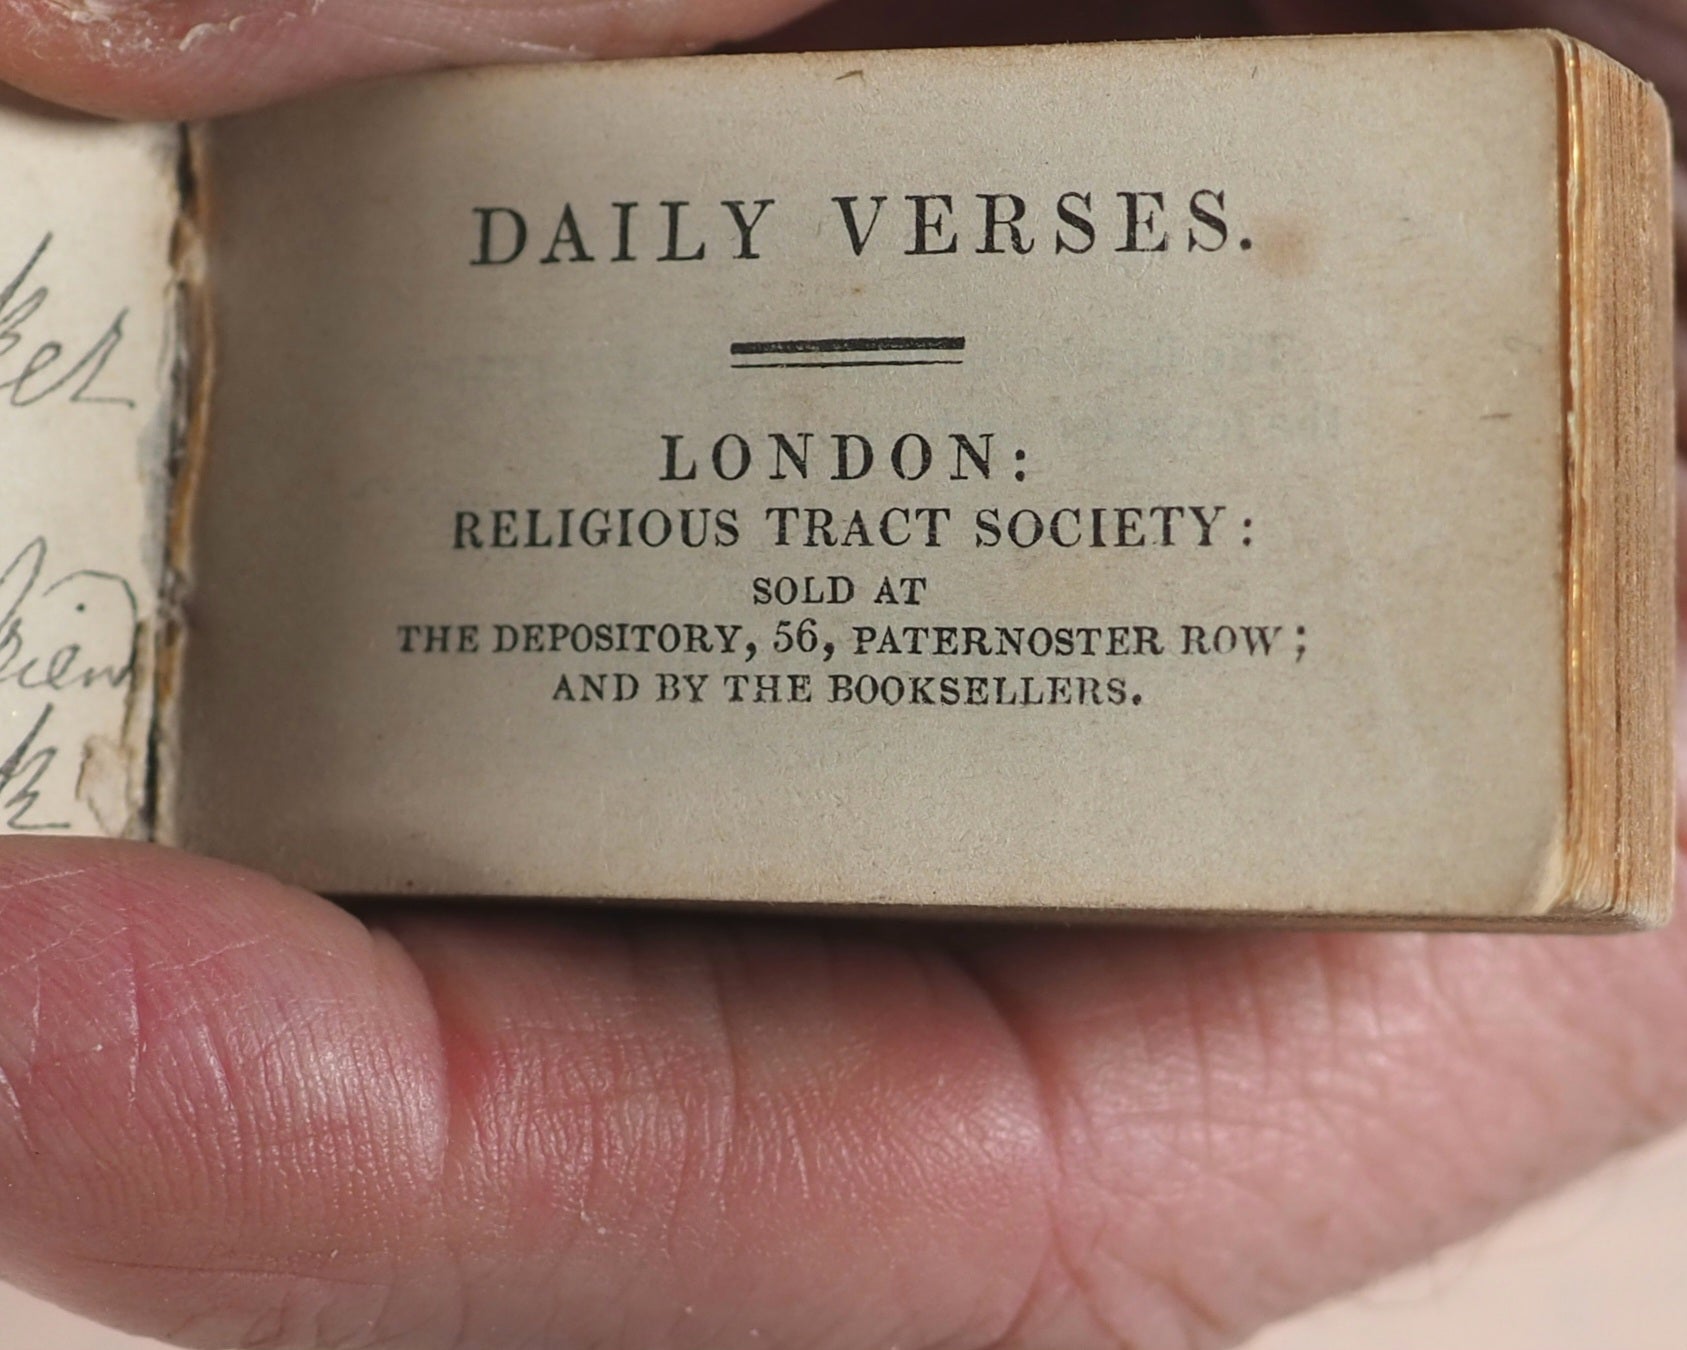 DAILY VERSES.
LONDON:
RELIGIOUS TRACT SOCIETY:
SOLD AT
THE DEPOSITORY, 56, PATERNOSTER ROW;
AND BY THE BOOKSELLERS.